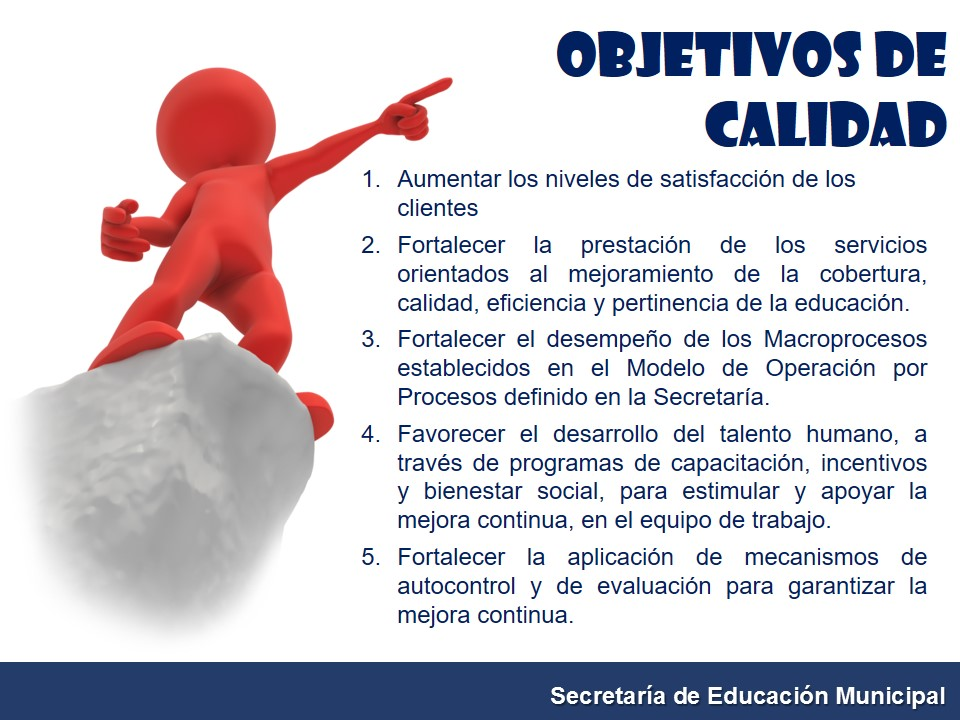 OBJETIVOS DE
CALIDAD
1. Aumentar los niveles de satisfacción de los
clientes
2. Fortalecer la prestación de los servicios
orientados al mejoramiento de la cobertura,
calidad, eficiencia y pertinencia de la educación.
3. Fortalecer el desempeño de los Macroprocesos
establecidos en el Modelo de Operación por
Procesos definido en la Secretaría.
4. Favorecer el desarrollo del talento humano, a
través de programas de capacitación, incentivos
y bienestar social, para estimular y apoyar la
mejora continua, en el equipo de trabajo.
5. Fortalecer la aplicación de mecanismos de
autocontrol y de evaluación para garantizar la
mejora continua.
Secretaría de Educación Municipal